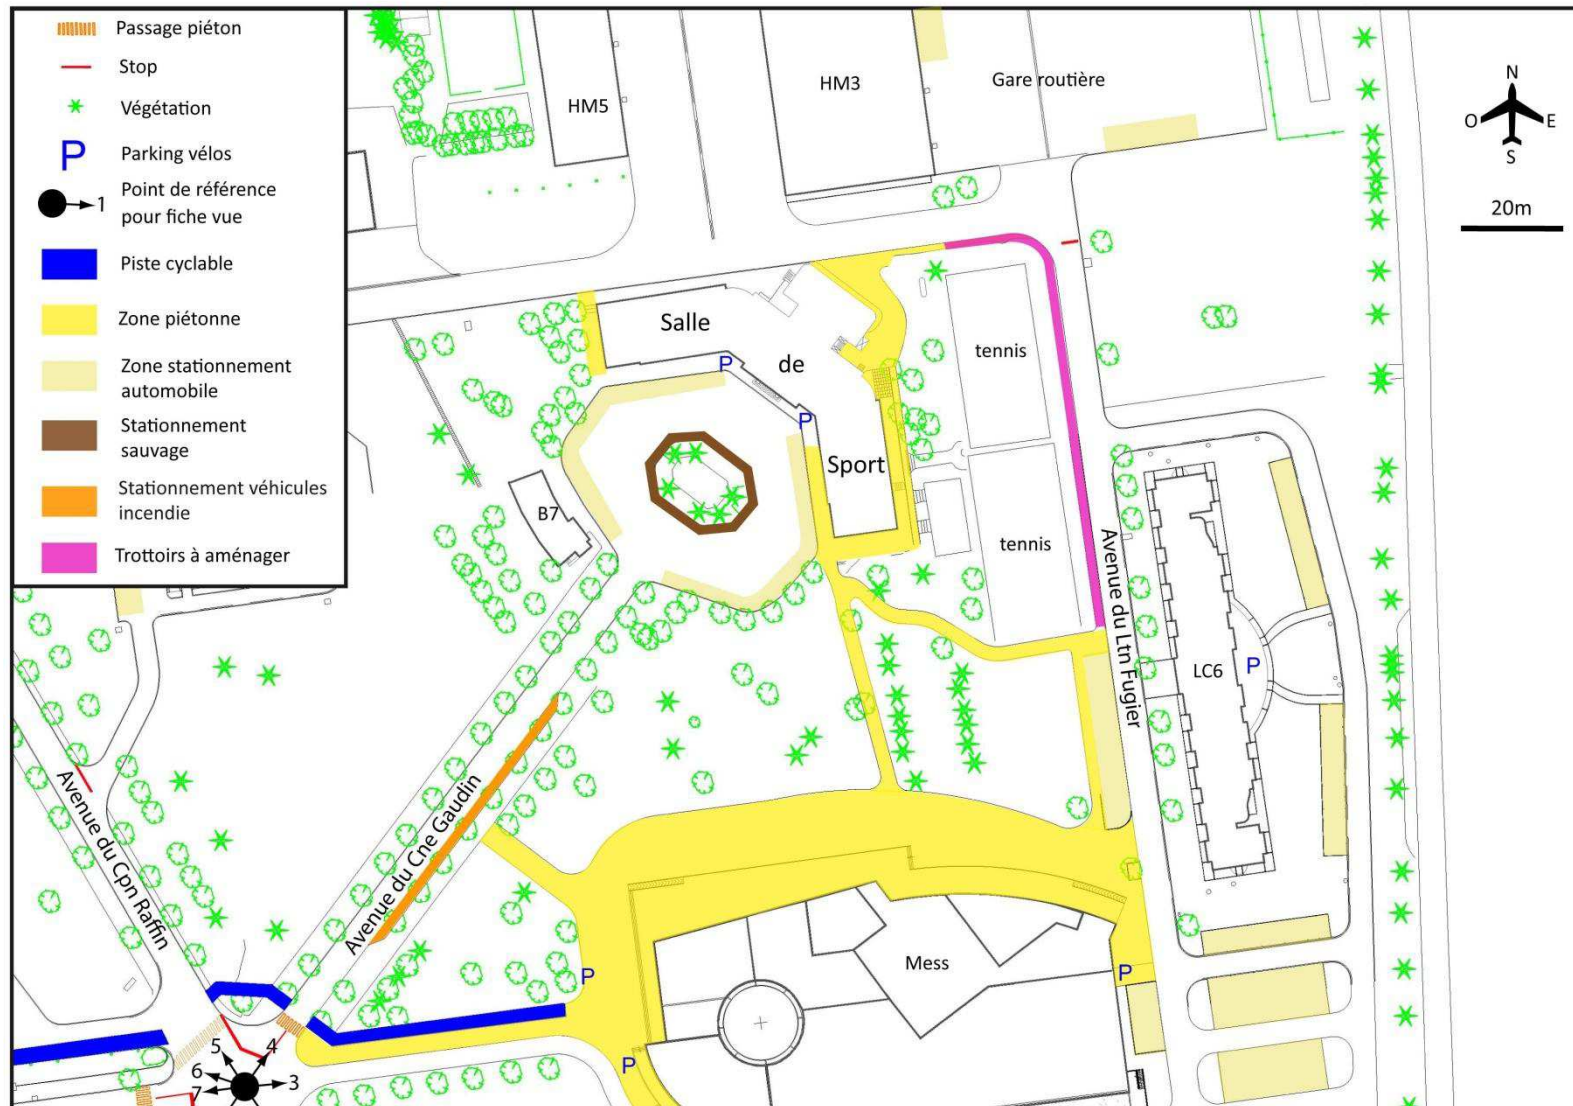 Passage piéton
Stop
Végétation
P
Parking vélos
1
Point de référence
pour fiche vue
Piste cyclable
Zone piétonne
Zone stationnement
automobile
Stationnement
sauvage
Stationnement véhicules
incendie
Trottoirs à aménager
HM5
HM3
Gare routière
N
O
E
S
20m
Salle
de
Sport
P
P
tennis
tennis
B7
Avenue du Ltn Fugier
LC6
P
Avenue du Cpn Raffin
Avenue du Cne Gaudin
Mess
P
P
P
5
4
6
3
7